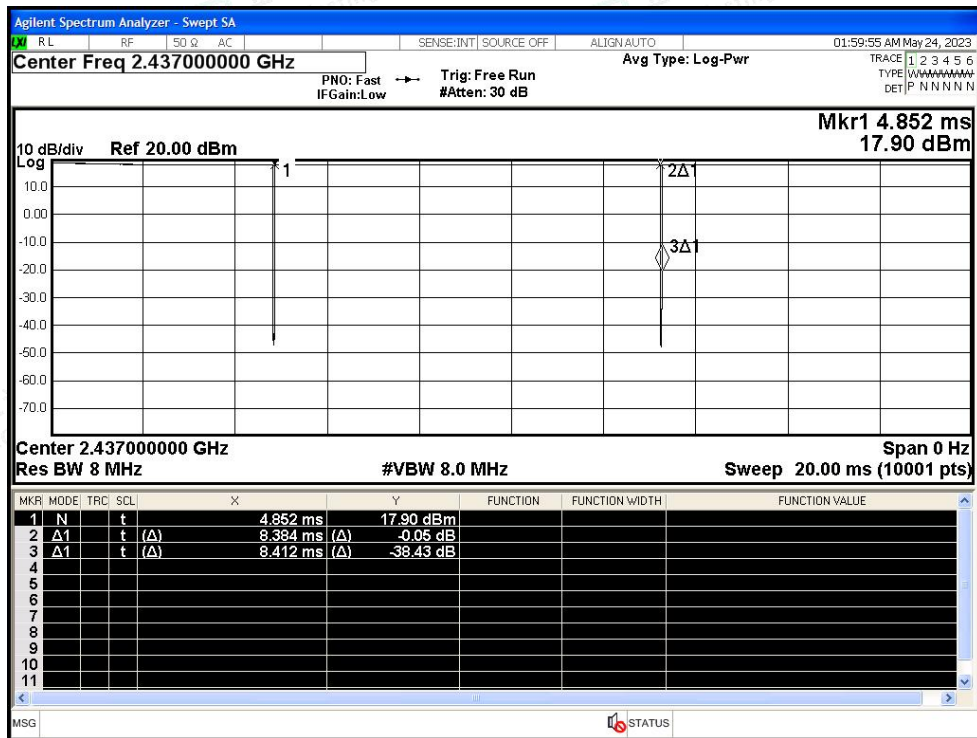 Agilent Spectrum Analyzer - Swept SA
LXI RL RF 50 Ω AC SENSE:INT SOURCE OFF ALIGN AUTO 01:59:55 AM May 24, 2023
Center Freq 2.437000000 GHz
PNO: Fast
IFGain:Low
Trig: Free Run
#Atten: 30 dB
Avg Type: Log-Pwr
TRACE 1 2 3 4 5 6
TYPE WWWWWW
DET P N N N N N
Mkr1 4.852 ms
17.90 dBm
10 dB/div Ref 20.00 dBm
Log
1
2Δ1
10.0
0.00
-10.0
3Δ1
-20.0
-30.0
-40.0
-50.0
-60.0
-70.0
Center 2.437000000 GHz Span 0 Hz
Res BW 8 MHz #VBW 8.0 MHz Sweep 20.00 ms (10001 pts)
MKR MODE TRC SCL X Y FUNCTION FUNCTION WIDTH FUNCTION VALUE
1 N t 4.852 ms 17.90 dBm
2 Δ1 t (Δ) 8.384 ms (Δ) -0.05 dB
3 Δ1 t (Δ) 8.412 ms (Δ) -38.43 dB
4
5
6
7
8
9
10
11
MSG STATUS